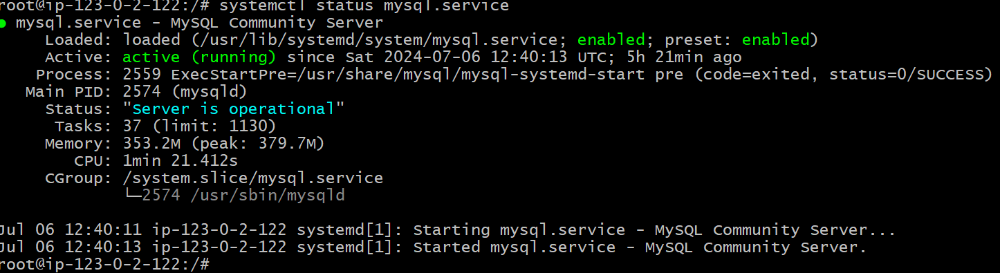 root@ip-123-0-2-122:/# systemctl status mysql.service
● mysql.service - MySQL Community Server
Loaded: loaded (/usr/lib/systemd/system/mysql.service; enabled; preset: enabled)
Active: active (running) since Sat 2024-07-06 12:40:13 UTC; 5h 21min ago
Process: 2559 ExecStartPre=/usr/share/mysql/mysql-systemd-start pre (code=exited, status=0/SUCCESS)
Main PID: 2574 (mysqld)
Status: "Server is operational"
Tasks: 37 (limit: 1130)
Memory: 353.2M (peak: 379.7M)
CPU: 1min 21.412s
CGroup: /system.slice/mysql.service
└─2574 /usr/sbin/mysqld
Jul 06 12:40:11 ip-123-0-2-122 systemd[1]: Starting mysql.service - MySQL Community Server...
Jul 06 12:40:13 ip-123-0-2-122 systemd[1]: Started mysql.service - MySQL Community Server.
root@ip-123-0-2-122:/#